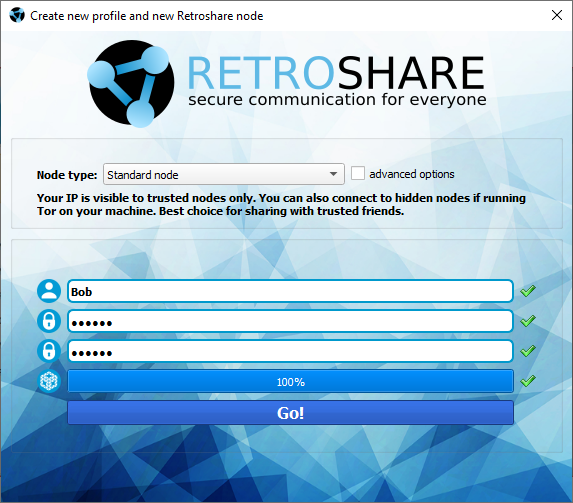 Create new profile and new Retroshare node
RETROSHARE
secure communication for everyone
Node type: Standard node advanced options
Your IP is visible to trusted nodes only. You can also connect to hidden nodes if running
Tor on your machine. Best choice for sharing with trusted friends.
Bob
●●●●●●
●●●●●●
100%
Go!